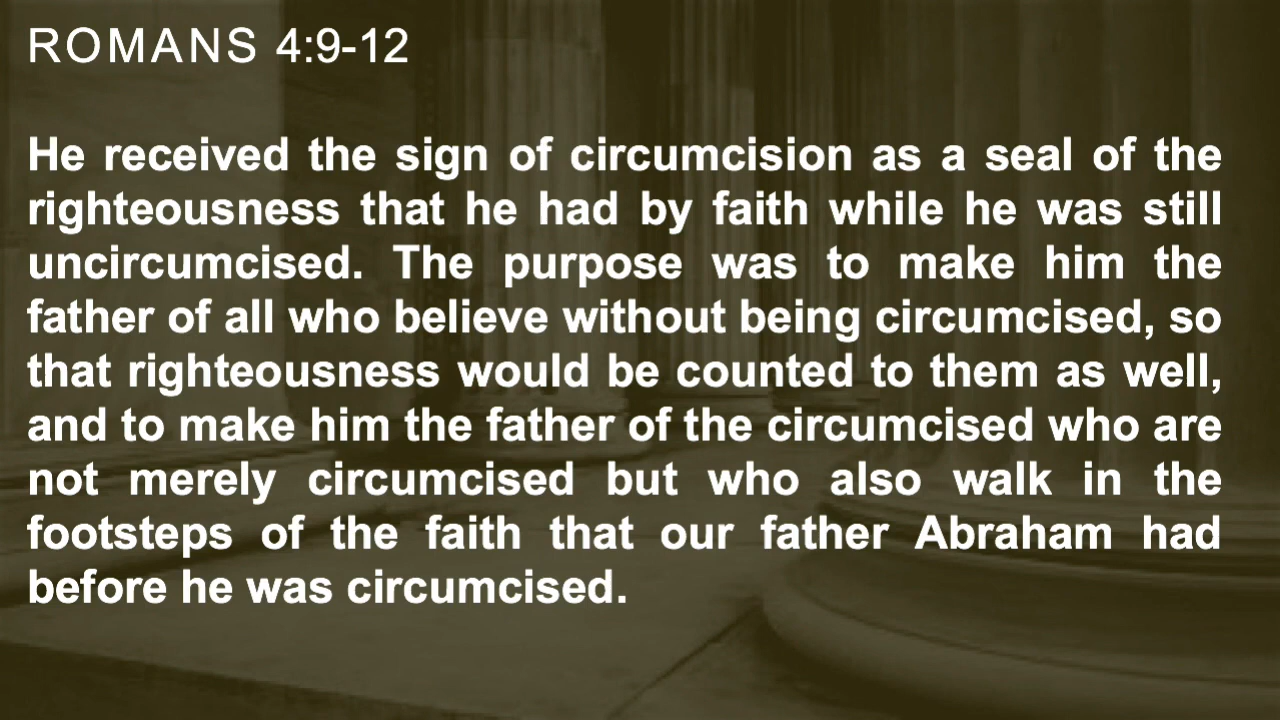 ROMANS 4:9-12
He received the sign of circumcision as a seal of the
righteousness that he had by faith while he was still
uncircumcised. The purpose was to make him the
father of all who believe without being circumcised, so
that righteousness would be counted to them as well,
and to make him the father of the circumcised who are
not merely circumcised but who also walk in the
footsteps of the faith that our father Abraham had
before he was circumcised.